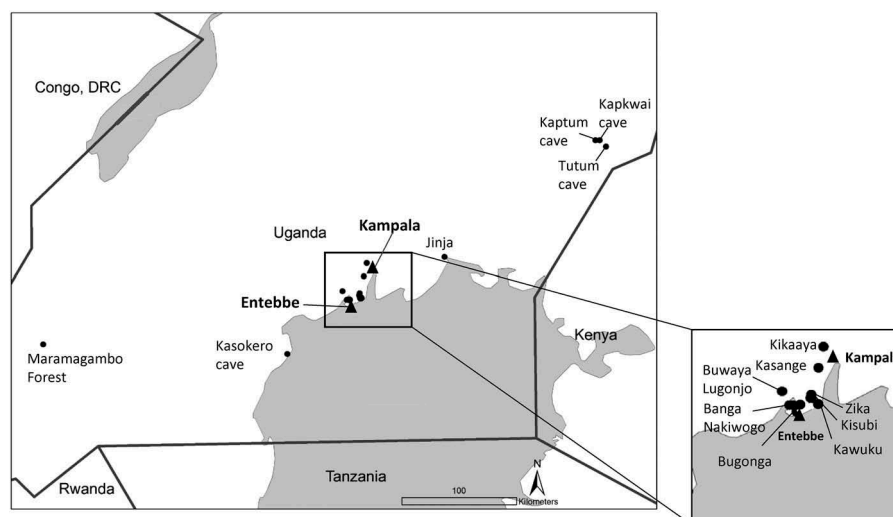 Congo, DRC
Kapkwai
cave
Kaptum
cave
Tutum
cave
Uganda
Kampala
Jinja
Entebbe
Kasokero
cave
Maramagambo
Forest
Kenya
Tanzania
Rwanda
N
100
Kilometers
Kikaaya
Kampal
Kasange
Buwaya
Lugonjo
Banga
Nakiwogo
Zika
Kisubi
Entebbe
Kawuku
Bugonga